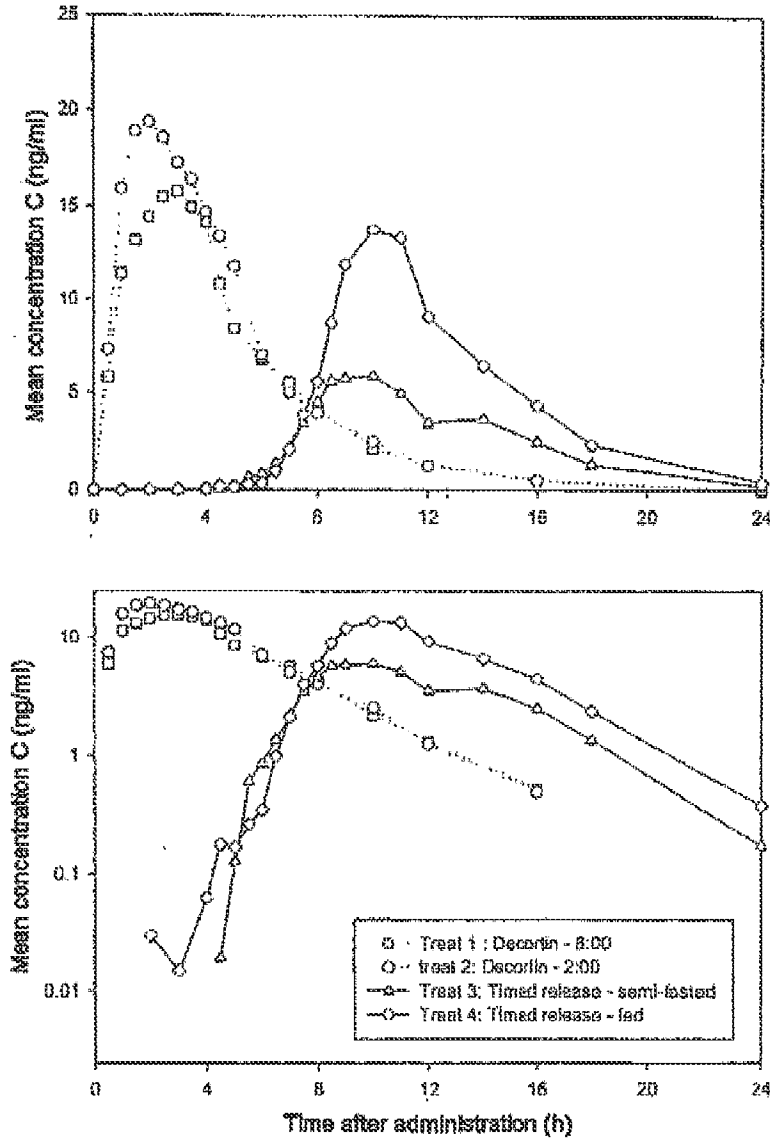 Mean concentration C (ng/ml)
25
20
15
10
5
0
0 4 8 12 16 20 24
Mean concentration C (ng/ml)
10
1
0.1
0.01
Treat 1 : Decortin - 8:00
treat 2: Decortin - 2:00
Treat 3: Timed release - semi-fasted
Treat 4: Timed release - fed
0 4 8 12 16 20 24
Time after administration (h)